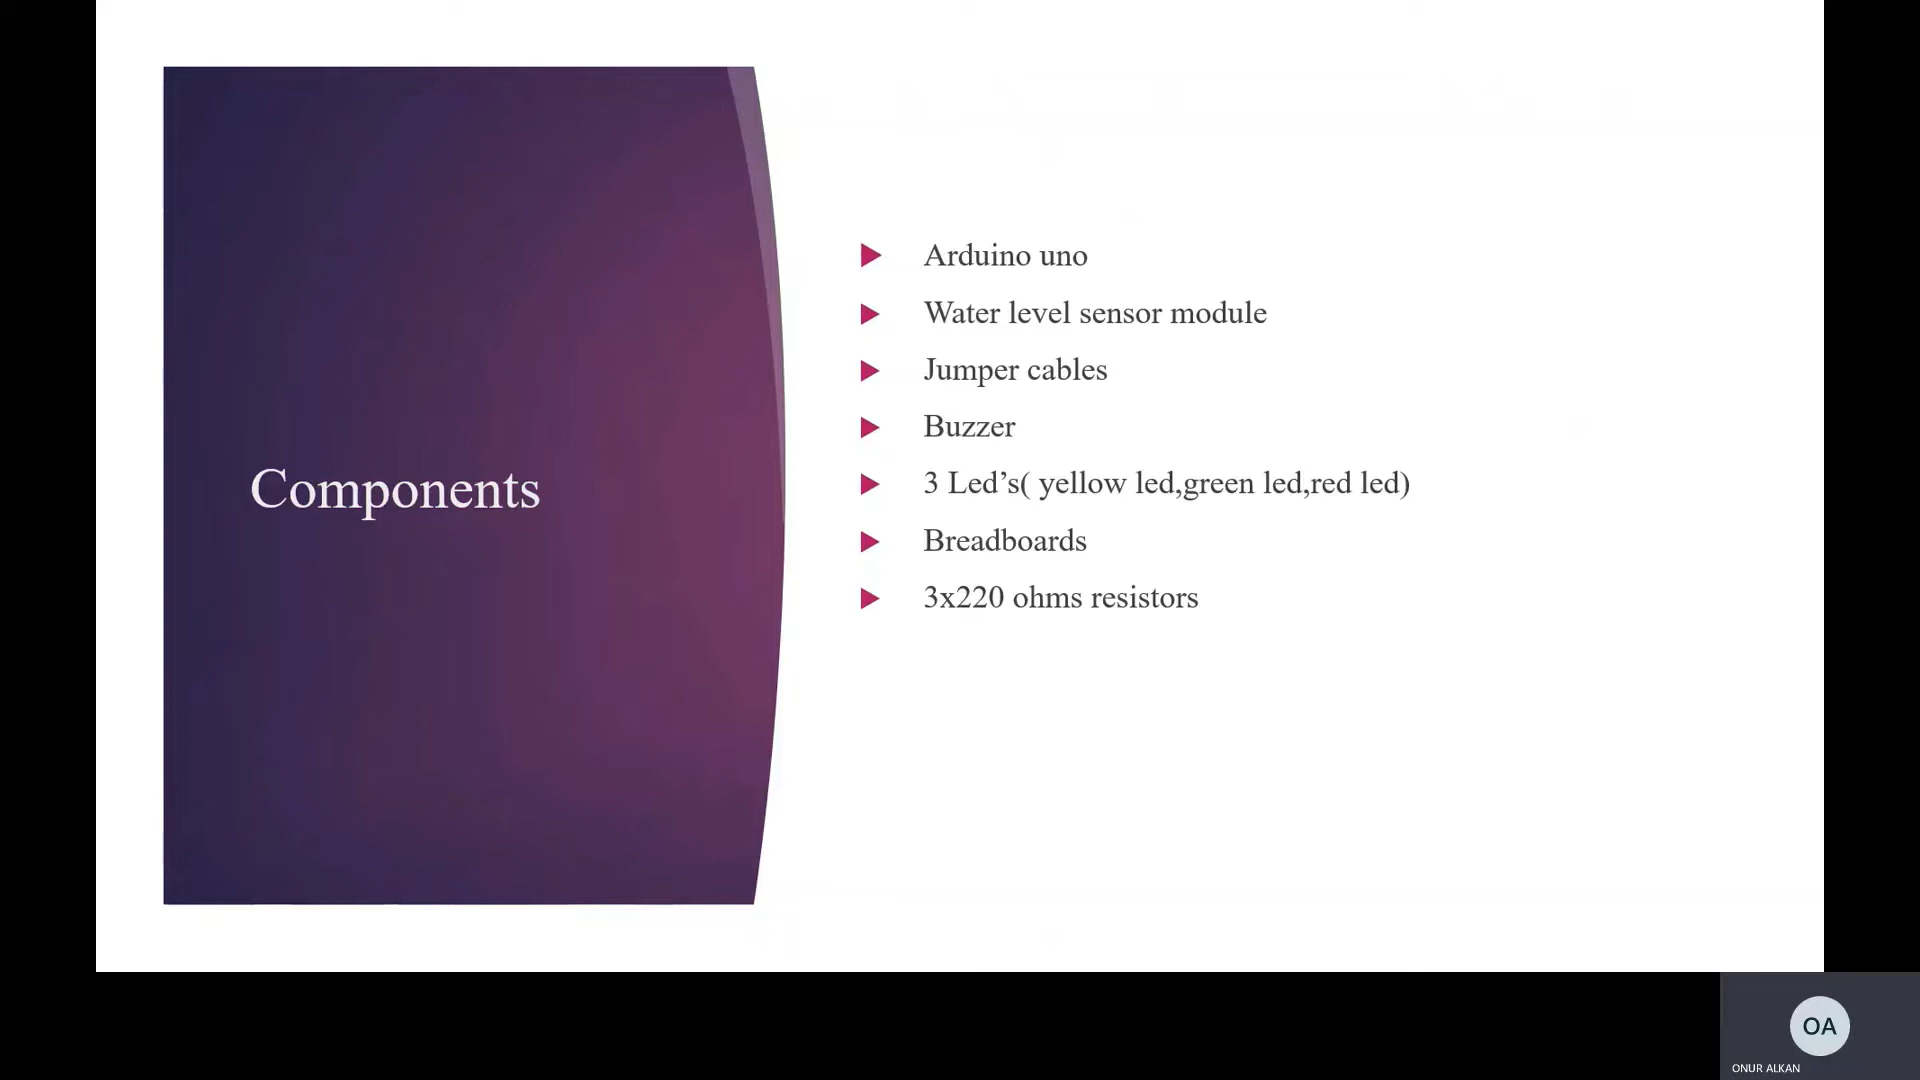 Components
Arduino uno
Water level sensor module
Jumper cables
Buzzer
3 Led’s( yellow led,green led,red led)
Breadboards
3x220 ohms resistors
OA
ONUR ALKAN